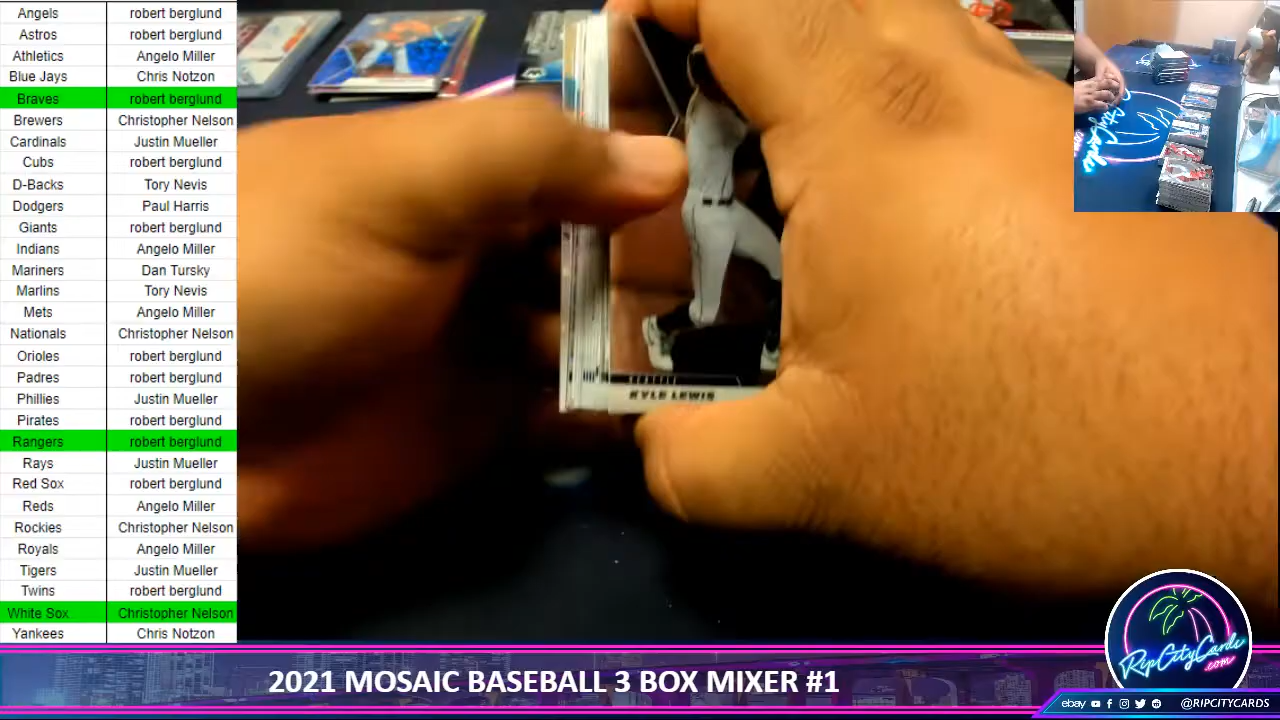 Angels robert berglund
Astros robert berglund
Athletics Angelo Miller
Blue Jays Chris Notzon
Braves robert berglund
Brewers Christopher Nelson
Cardinals Justin Mueller
Cubs robert berglund
D-Backs Tory Nevis
Dodgers Paul Harris
Giants robert berglund
Indians Angelo Miller
Mariners Dan Tursky
Marlins Tory Nevis
Mets Angelo Miller
Nationals Christopher Nelson
Orioles robert berglund
Padres robert berglund
Phillies Justin Mueller
Pirates robert berglund
Rangers robert berglund
Rays Justin Mueller
Red Sox robert berglund
Reds Angelo Miller
Rockies Christopher Nelson
Royals Angelo Miller
Tigers Justin Mueller
Twins robert berglund
White Sox Christopher Nelson
Yankees Chris Notzon
KYLE LEWIS
RipCityCards
.com
2021 MOSAIC BASEBALL 3 BOX MIXER #1
ebay @RIPCITYCARDS